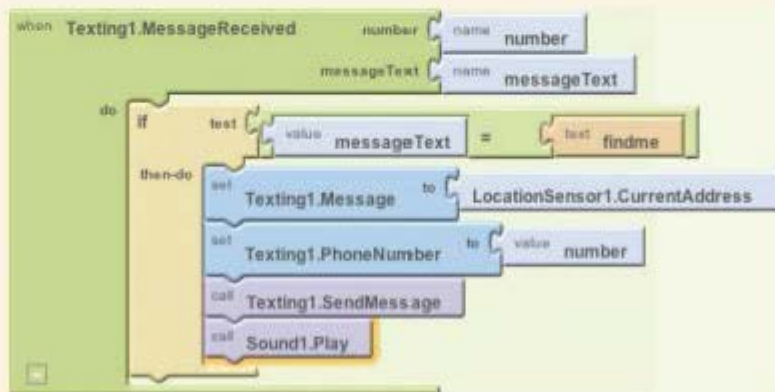 when Texting1.MessageReceived number name number
messageText name messageText
do if test value messageText = text findme
then-do set Texting1.Message to LocationSensor1.CurrentAddress
set Texting1.PhoneNumber to value number
call Texting1.SendMessage
call Sound1.Play